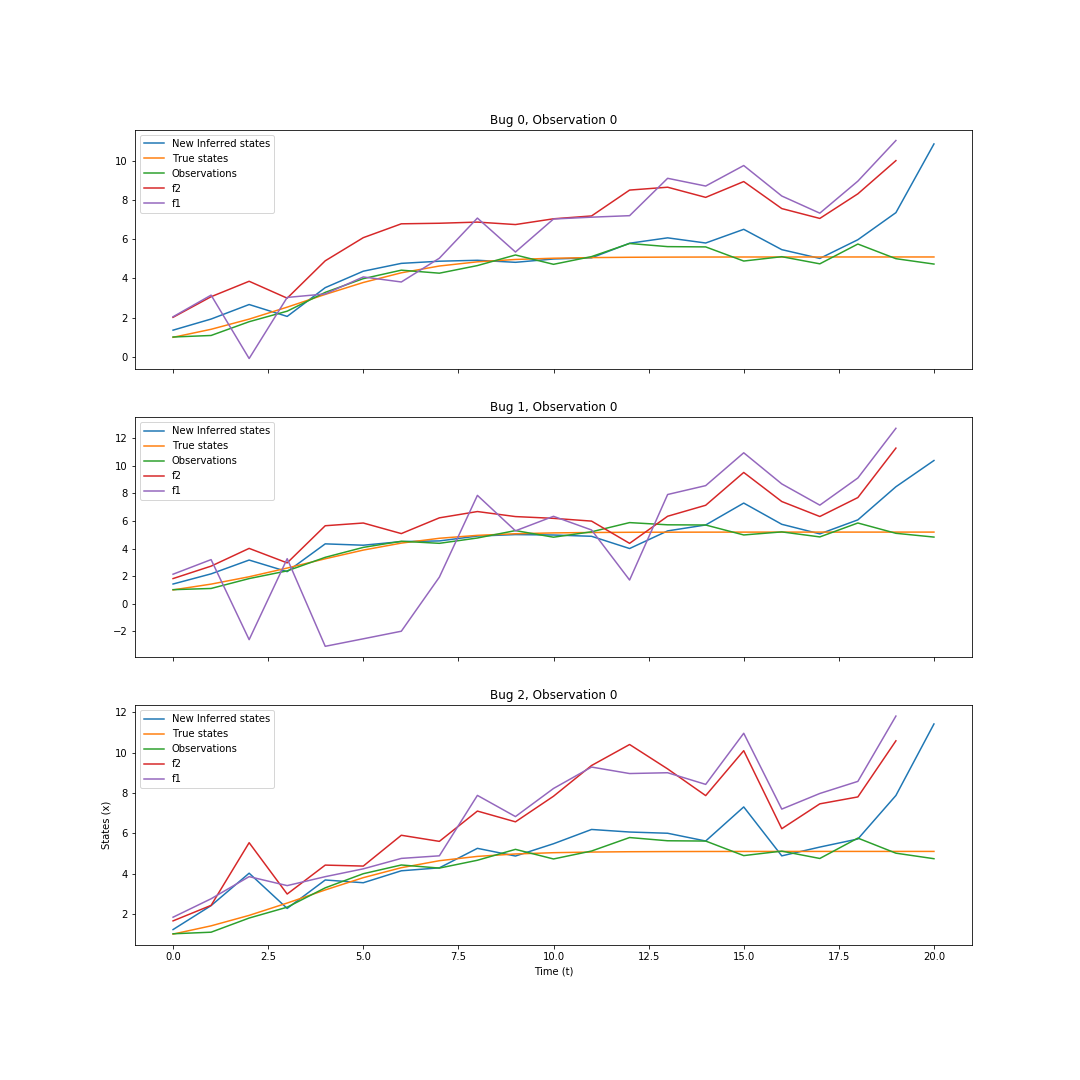 Bug 0, Observation 0
New Inferred states
True states
Observations
f2
f1
10
8
6
4
2
0
Bug 1, Observation 0
New Inferred states
True states
Observations
f2
f1
12
10
8
6
4
2
0
−2
Bug 2, Observation 0
New Inferred states
True states
Observations
f2
f1
12
10
8
6
4
2
States (x)
0.0 2.5 5.0 7.5 10.0 12.5 15.0 17.5 20.0
Time (t)